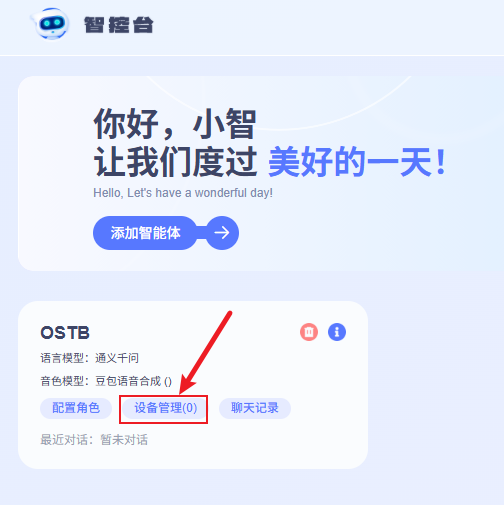 智控台
你好，小智
让我们度过 美好的一天！
Hello, Let's have a wonderful day!
添加智能体
OSTB
语言模型：通义千问
音色模型：豆包语音合成 ()
配置角色 设备管理(0) 聊天记录
最近对话：暂未对话